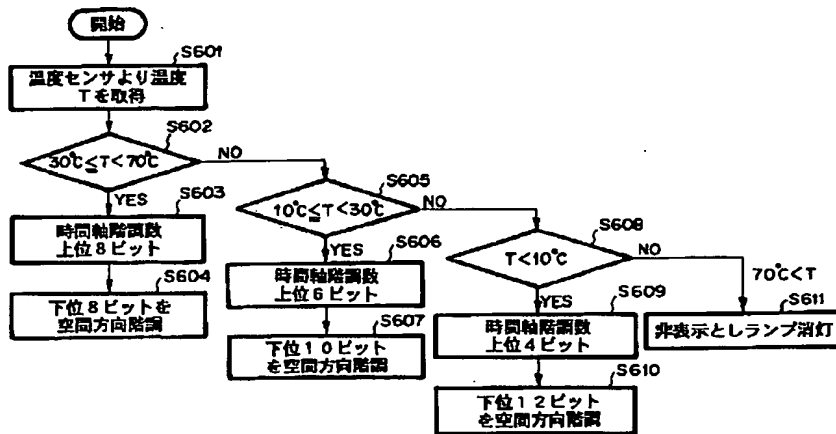 開始
S601
温度センサより温度
Tを取得
S602
30℃≦T<70℃
NO
YES
S603
時間軸階調数
上位8ビット
S604
下位8ビットを
空間方向階調
S605
10℃≦T<30℃
NO
YES
S606
時間軸階調数
上位6ビット
S607
下位10ビット
を空間方向階調
S608
T<10℃
NO
YES
S609
時間軸階調数
上位4ビット
S610
下位12ビット
を空間方向階調
70℃<T
S611
非表示としランプ消灯